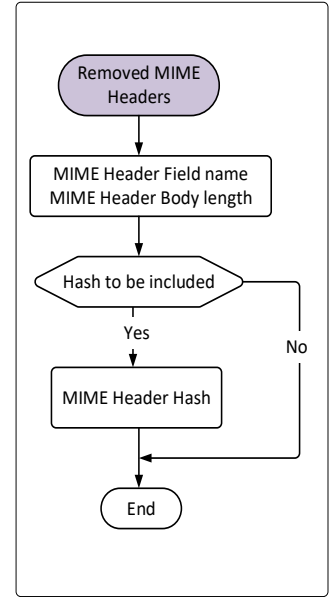 Removed MIME
Headers
MIME Header Field name
MIME Header Body length
Hash to be included
Yes
No
MIME Header Hash
End